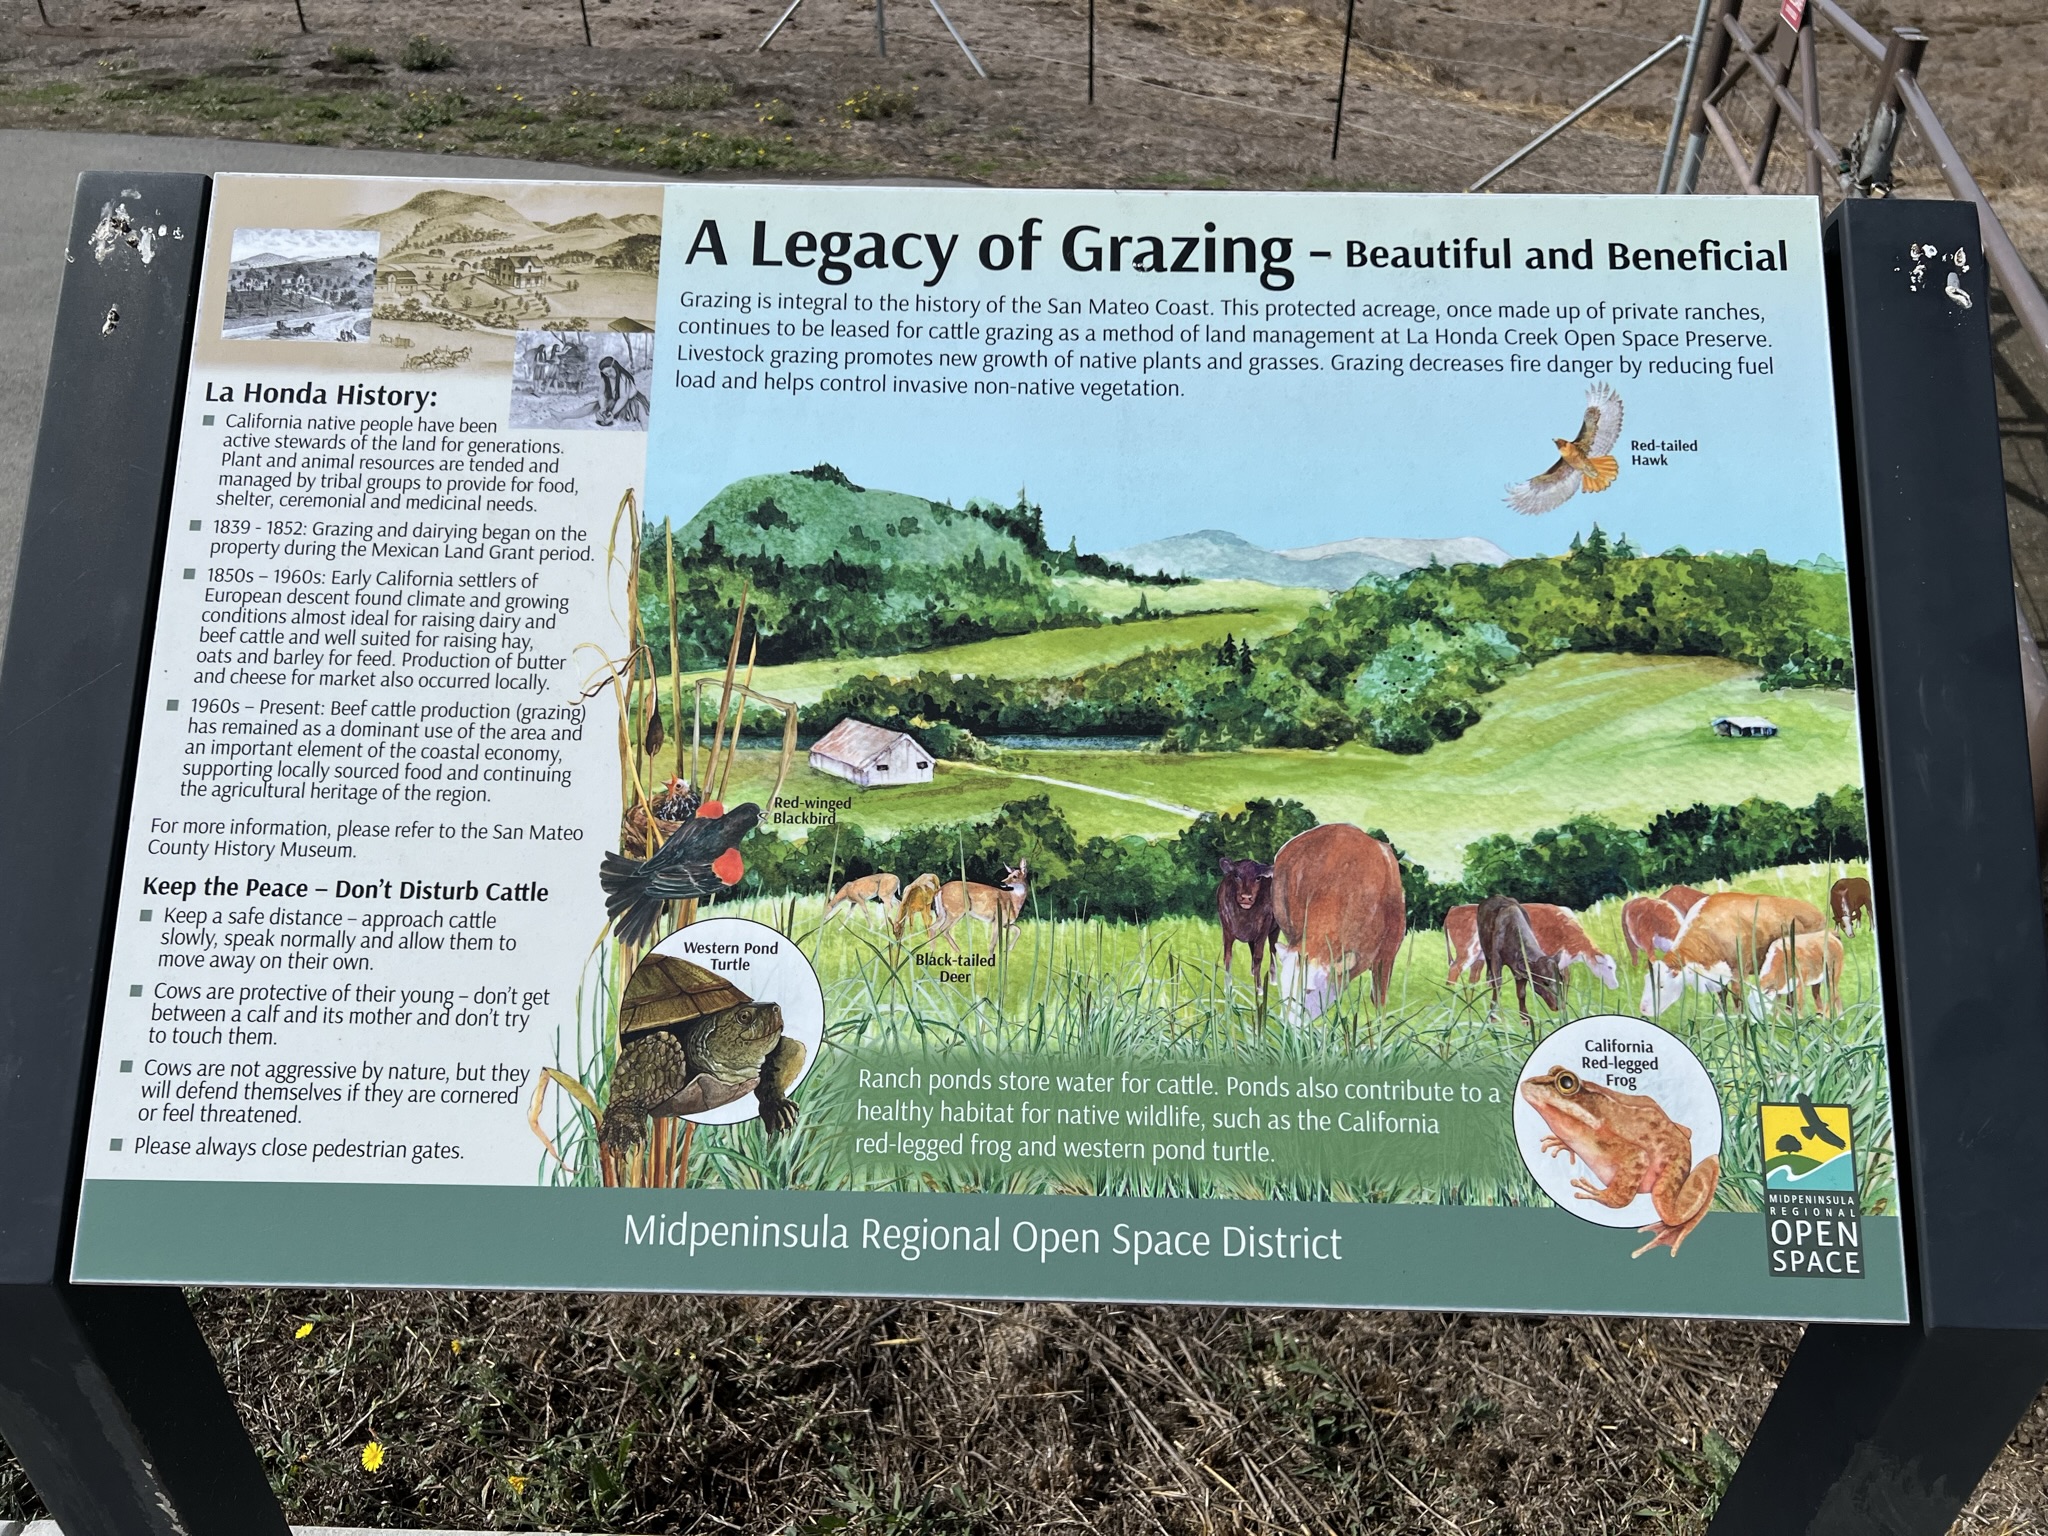 A Legacy of Grazing – Beautiful and Beneficial
Grazing is integral to the history of the San Mateo Coast. This protected acreage, once made up of private ranches,
continues to be leased for cattle grazing as a method of land management at La Honda Creek Open Space Preserve.
Livestock grazing promotes new growth of native plants and grasses. Grazing decreases fire danger by reducing fuel
load and helps control invasive non-native vegetation.
La Honda History:
■ California native people have been
active stewards of the land for generations.
Plant and animal resources are tended and
managed by tribal groups to provide for food,
shelter, ceremonial and medicinal needs.
■ 1839 - 1852: Grazing and dairying began on the
property during the Mexican Land Grant period.
■ 1850s – 1960s: Early California settlers of
European descent found climate and growing
conditions almost ideal for raising dairy and
beef cattle and well suited for raising hay,
oats and barley for feed. Production of butter
and cheese for market also occurred locally.
■ 1960s – Present: Beef cattle production (grazing)
has remained as a dominant use of the area and
an important element of the coastal economy,
supporting locally sourced food and continuing
the agricultural heritage of the region.
For more information, please refer to the San Mateo
County History Museum.
Keep the Peace – Don't Disturb Cattle
■ Keep a safe distance – approach cattle
slowly, speak normally and allow them to
move away on their own.
■ Cows are protective of their young – don't get
between a calf and its mother and don't try
to touch them.
■ Cows are not aggressive by nature, but they
will defend themselves if they are cornered
or feel threatened.
■ Please always close pedestrian gates.
Red-tailed
Hawk
Red-winged
Blackbird
Black-tailed
Deer
Western Pond
Turtle
California
Red-legged
Frog
Ranch ponds store water for cattle. Ponds also contribute to a
healthy habitat for native wildlife, such as the California
red-legged frog and western pond turtle.
Midpeninsula Regional Open Space District
MIDPENINSULA
REGIONAL
OPEN
SPACE